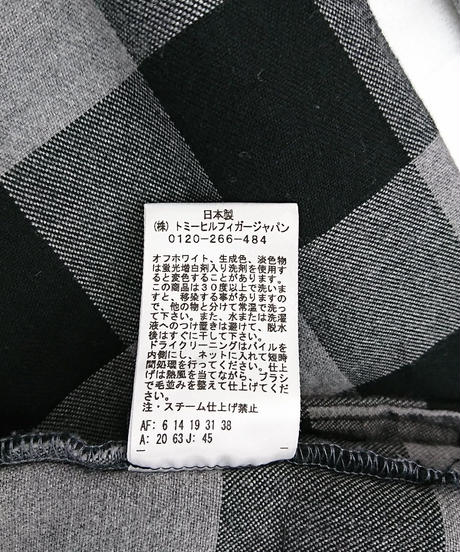 日本製
(株) トミーヒルフィガージャパン
0120-266-484
オフホワイト、生成色、淡色物
は蛍光増白剤入り洗剤を使用す
ると変色することがあります。
この商品は30度以上で洗いま
すと、移染する事がありますの
で、他の物と分けて常温で洗っ
て下さい。また、水または洗濯
液へのつけ置きは避けて、脱水
後はすぐに干して下さい。
ドライクリーニングはパイルを
内側にし、ネットに入れて短時
間処理を行ってください。仕上
げは熱風を当てながら、ブラシ
で毛並みを整えて仕上げてくだ
さい。
注・スチーム仕上げ禁止
AF: 6 14 19 31 38
A: 20 63 J: 45